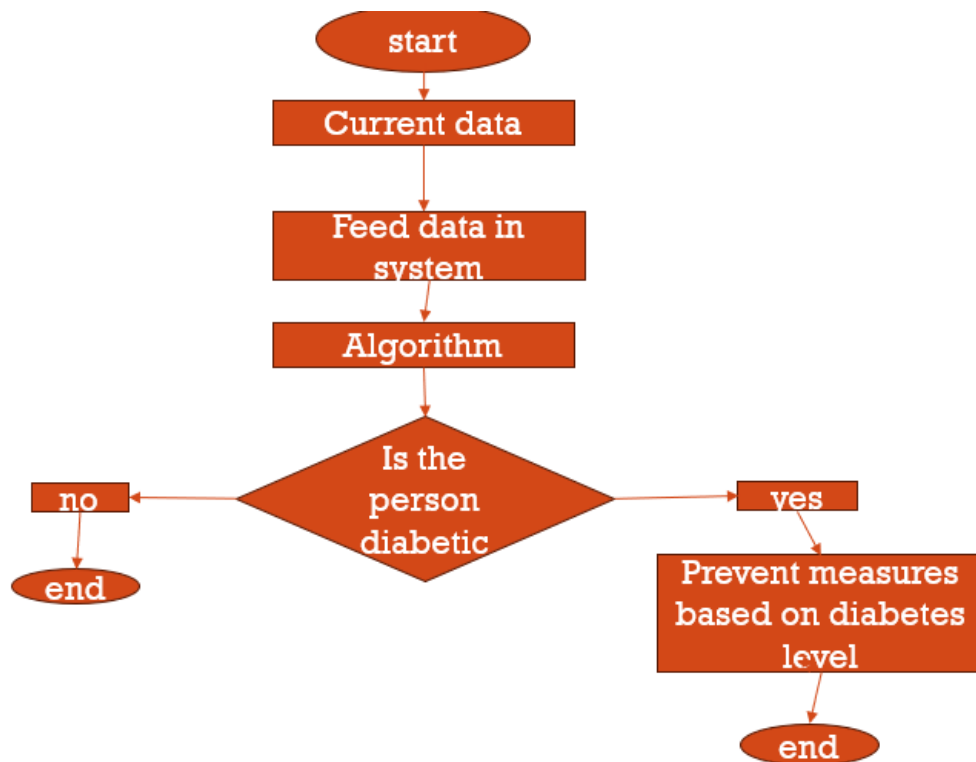 start
Current data
Feed data in
system
Algorithm
Is the
person
diabetic
no
yes
end
Prevent measures
based on diabetes
level
end